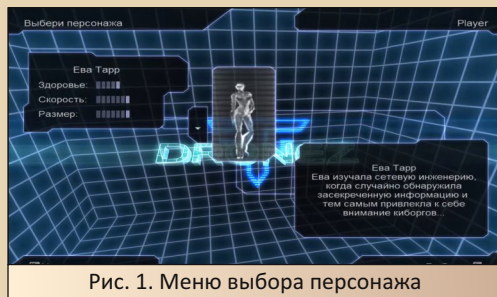 Выбери персонажа
Player
Ева Тарр
Здоровье:
Скорость:
Размер:
Ева Тарр
Ева изучала сетевую инженерию,
когда случайно обнаружила
засекреченную информацию и
тем самым привлекла к себе
внимание киборгов...
Рис. 1. Меню выбора персонажа